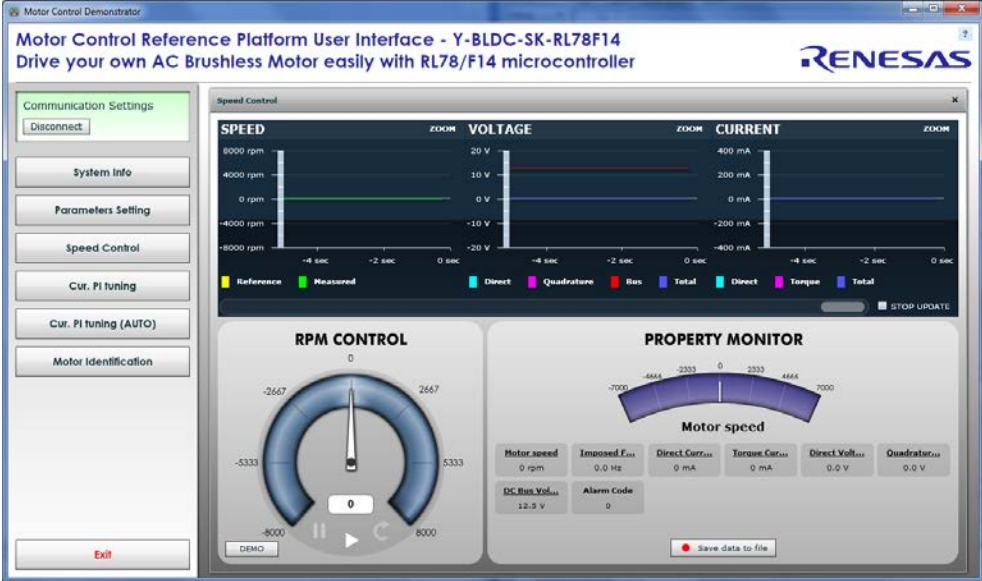 Motor Control Demonstrator
Motor Control Reference Platform User Interface - Y-BLDC-SK-RL78F14
Drive your own AC Brushless Motor easily with RL78/F14 microcontroller
?
RENESAS
Communication Settings
Disconnect
System Info
Parameters Setting
Speed Control
Cur. PI tuning
Cur. PI tuning (AUTO)
Motor Identification
Exit
Speed Control
x
SPEED ZOOM
8000 rpm
4000 rpm
0 rpm
-4000 rpm
-8000 rpm
-4 sec -2 sec 0 sec
Reference Measured
VOLTAGE ZOOM
20 V
10 V
0 V
-10 V
-20 V
-4 sec -2 sec 0 sec
Direct Quadrature Bus Total
CURRENT ZOOM
400 mA
200 mA
0 mA
-200 mA
-400 mA
-4 sec -2 sec 0 sec
Direct Torque Total
STOP UPDATE
RPM CONTROL
0
-2667 2667
-5333 5333
0
-8000 8000
DEMO
PROPERTY MONITOR
-7000 -4666 -2333 0 2333 4666 7000
Motor speed
Motor speed Imposed F... Direct Curr... Torque Cur... Direct Volt... Quadratur...
0 rpm 0.0 Hz 0 mA 0 mA 0.0 V 0.0 V
DC Bus Vol... Alarm Code
12.5 V 0
Save data to file